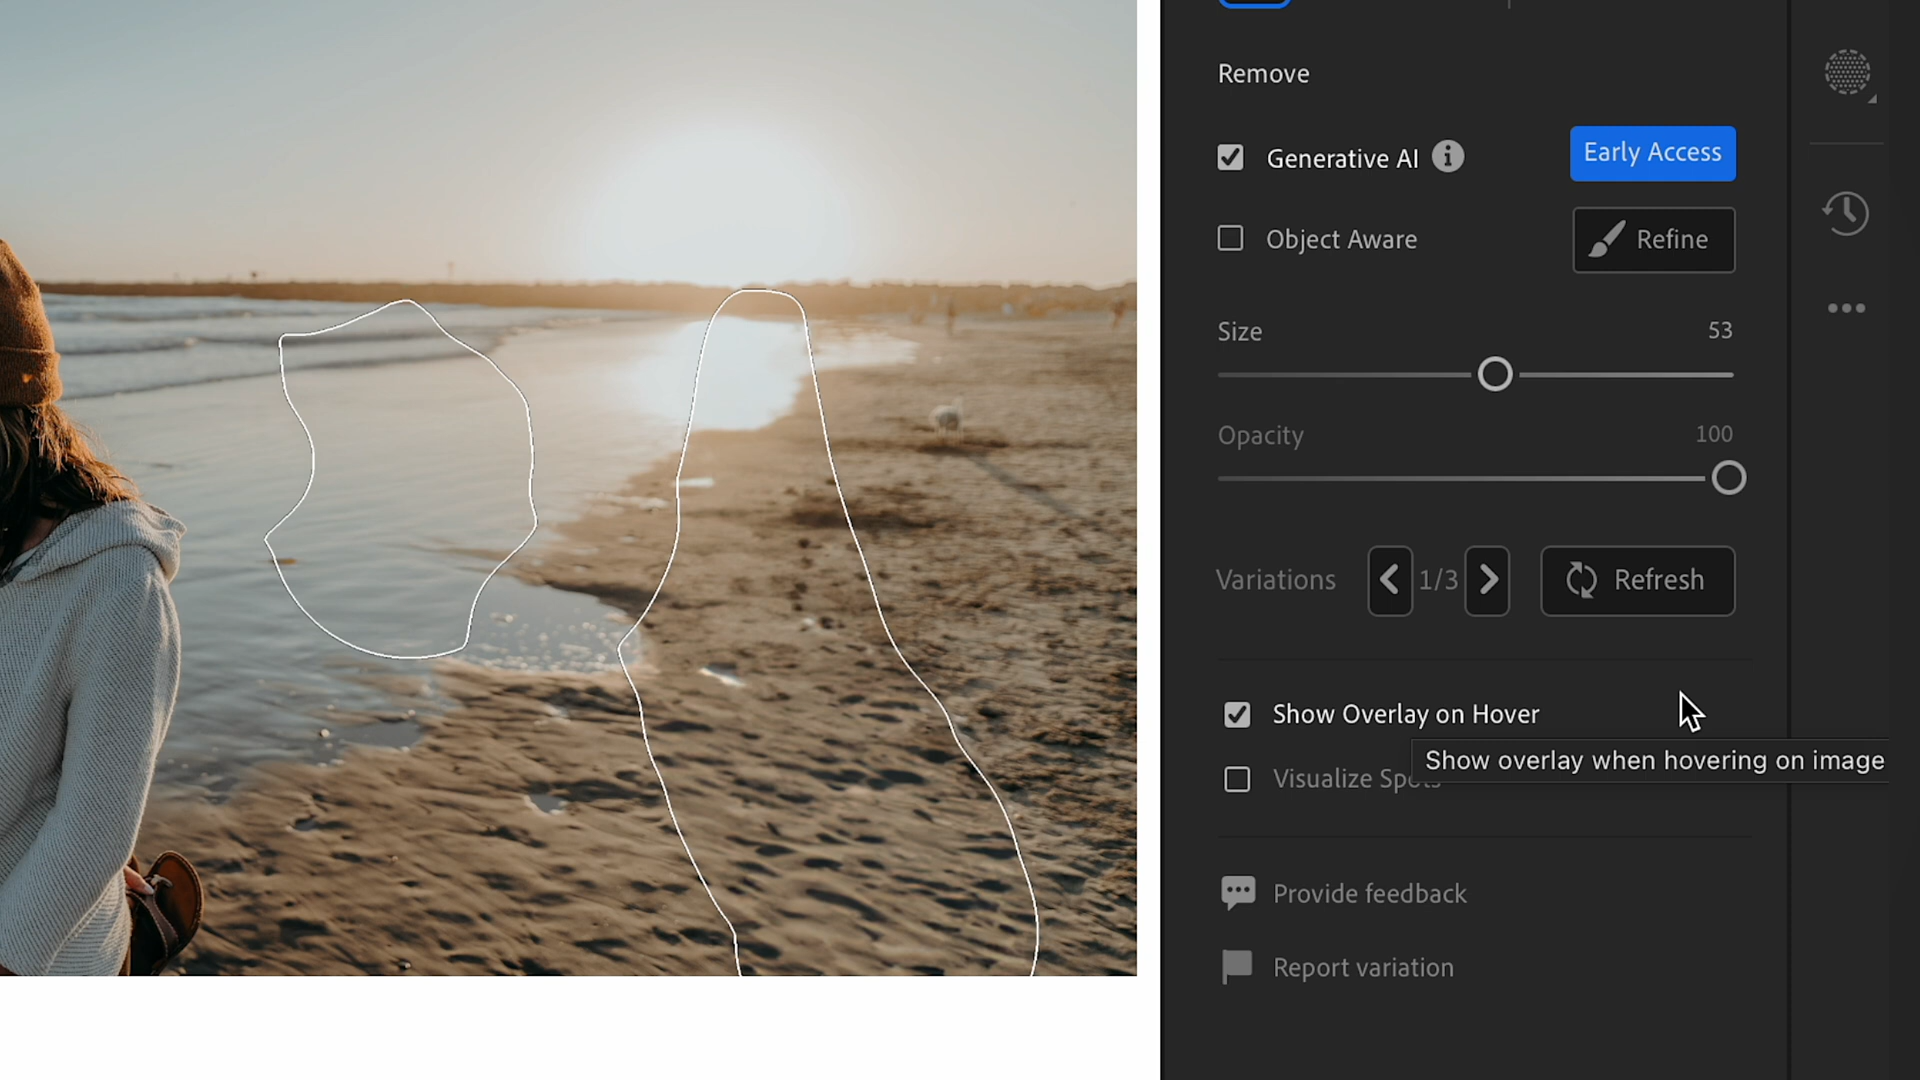 Remove
Generative AI
Early Access
Object Aware
Refine
Size
53
Opacity
100
Variations
1/3
Refresh
Show Overlay on Hover
Show overlay when hovering on image
Visualize Spots
Provide feedback
Report variation